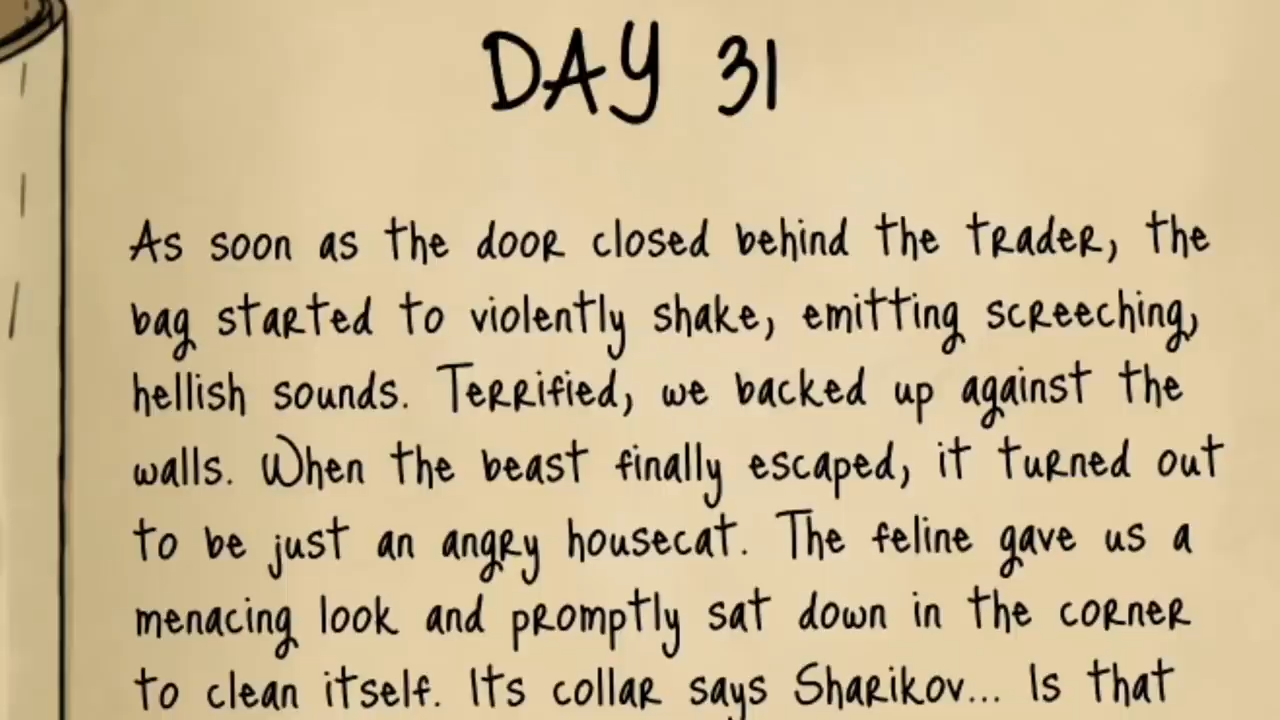 DAY 31
As soon as the door closed behind the trader, the
bag started to violently shake, emitting screeching,
hellish sounds. Terrified, we backed up against the
walls. When the beast finally escaped, it turned out
to be just an angry housecat. The feline gave us a
menacing look and promptly sat down in the corner
to clean itself. Its collar says Sharikov... Is that